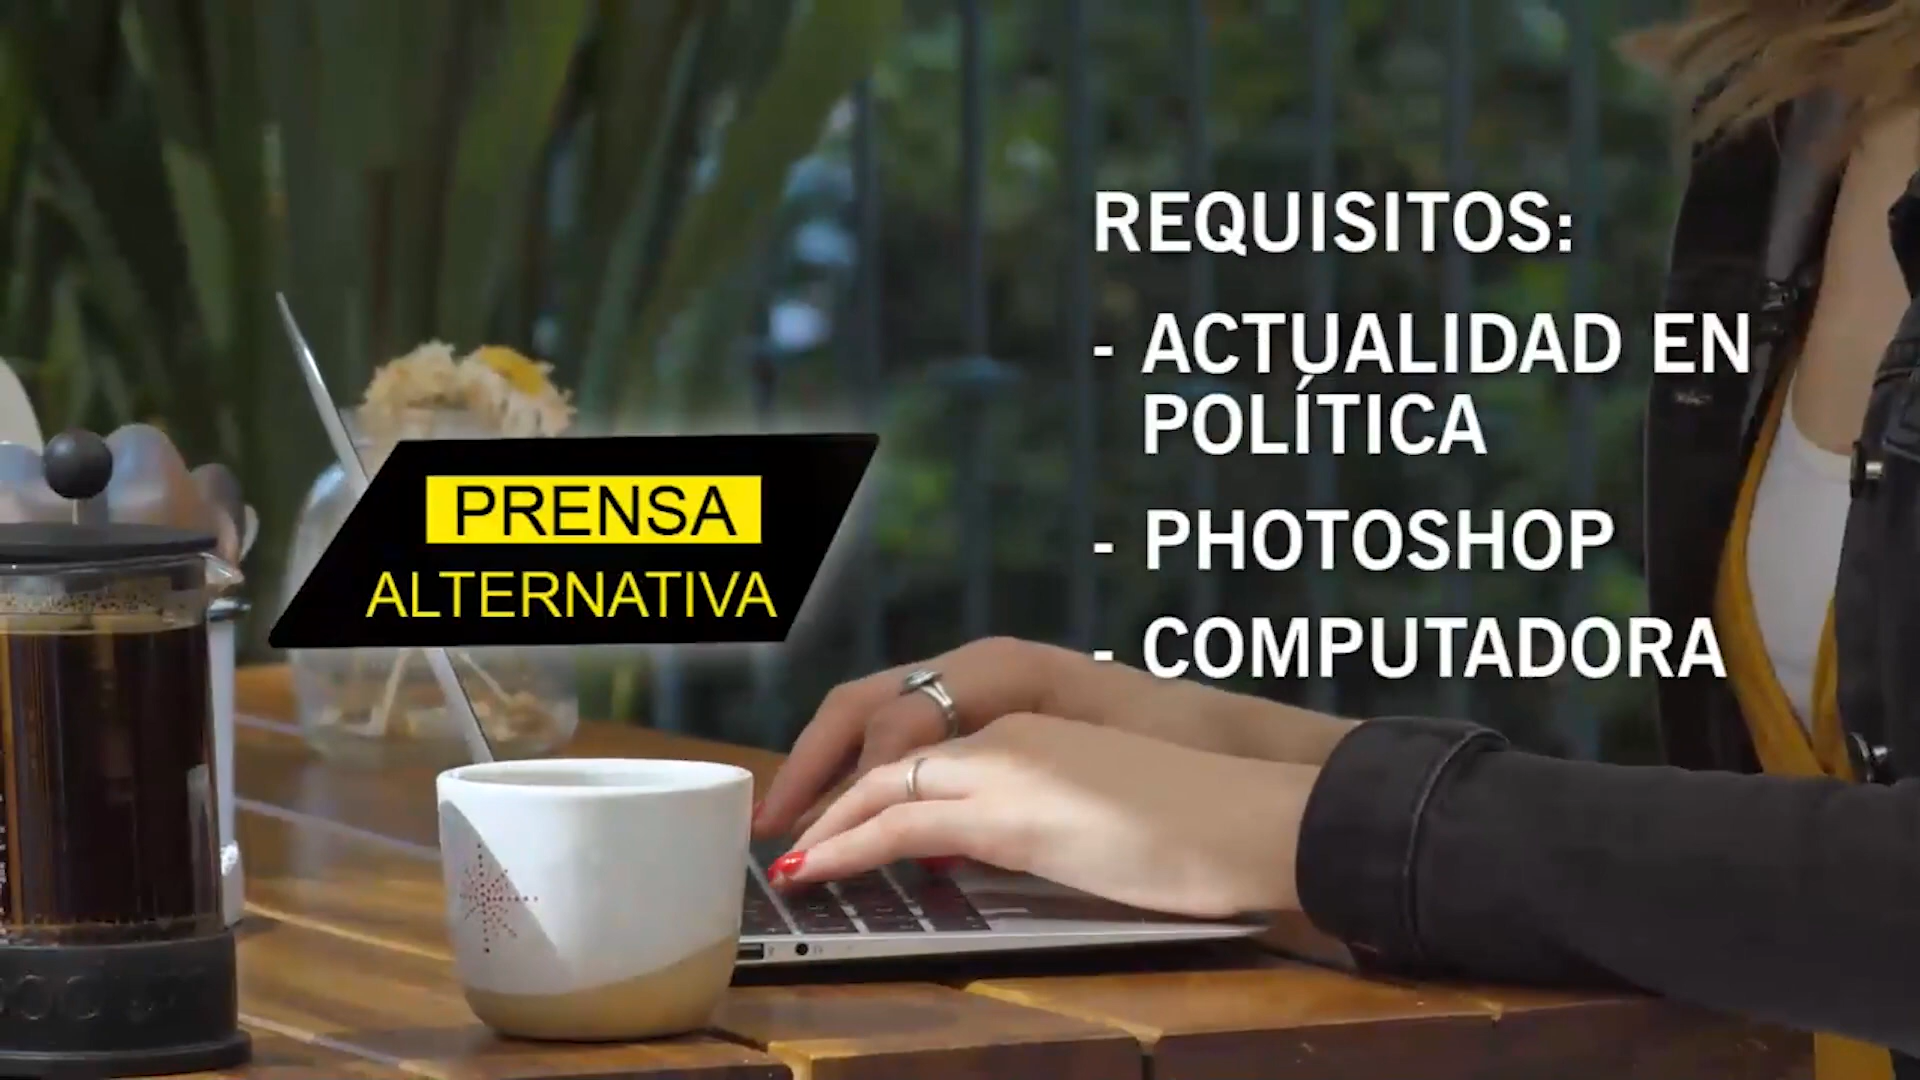 REQUISITOS:
- ACTUALIDAD EN
POLÍTICA
- PHOTOSHOP
- COMPUTADORA
PRENSA
ALTERNATIVA